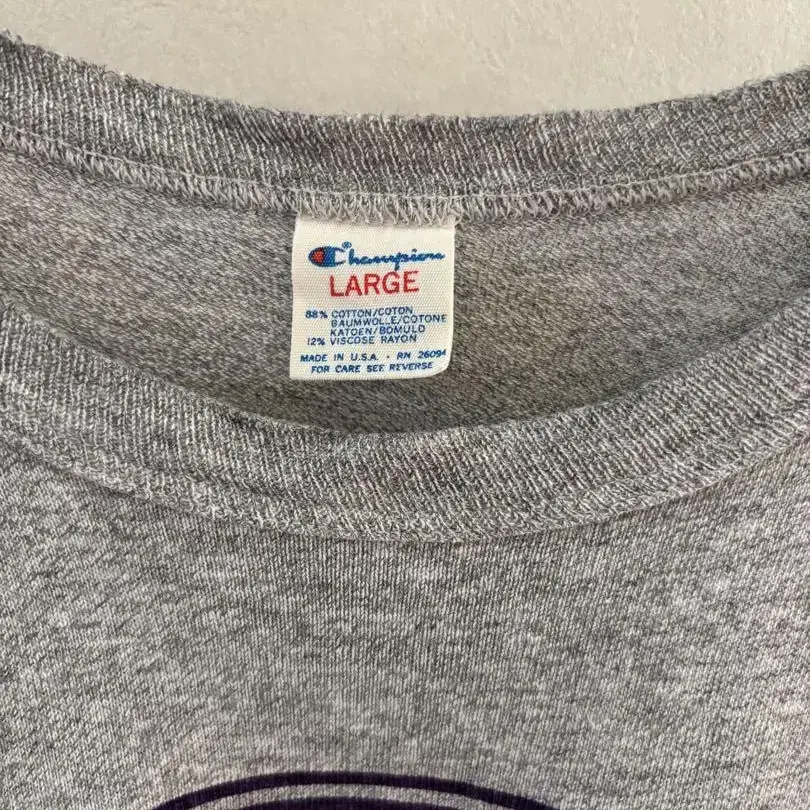 Champion®
LARGE
88% COTTON/COTON
BAUMWOLLE/COTONE
KATOEN/BOMULD
12% VISCOSE RAYON
MADE IN U.S.A. • RN 26094
FOR CARE SEE REVERSE